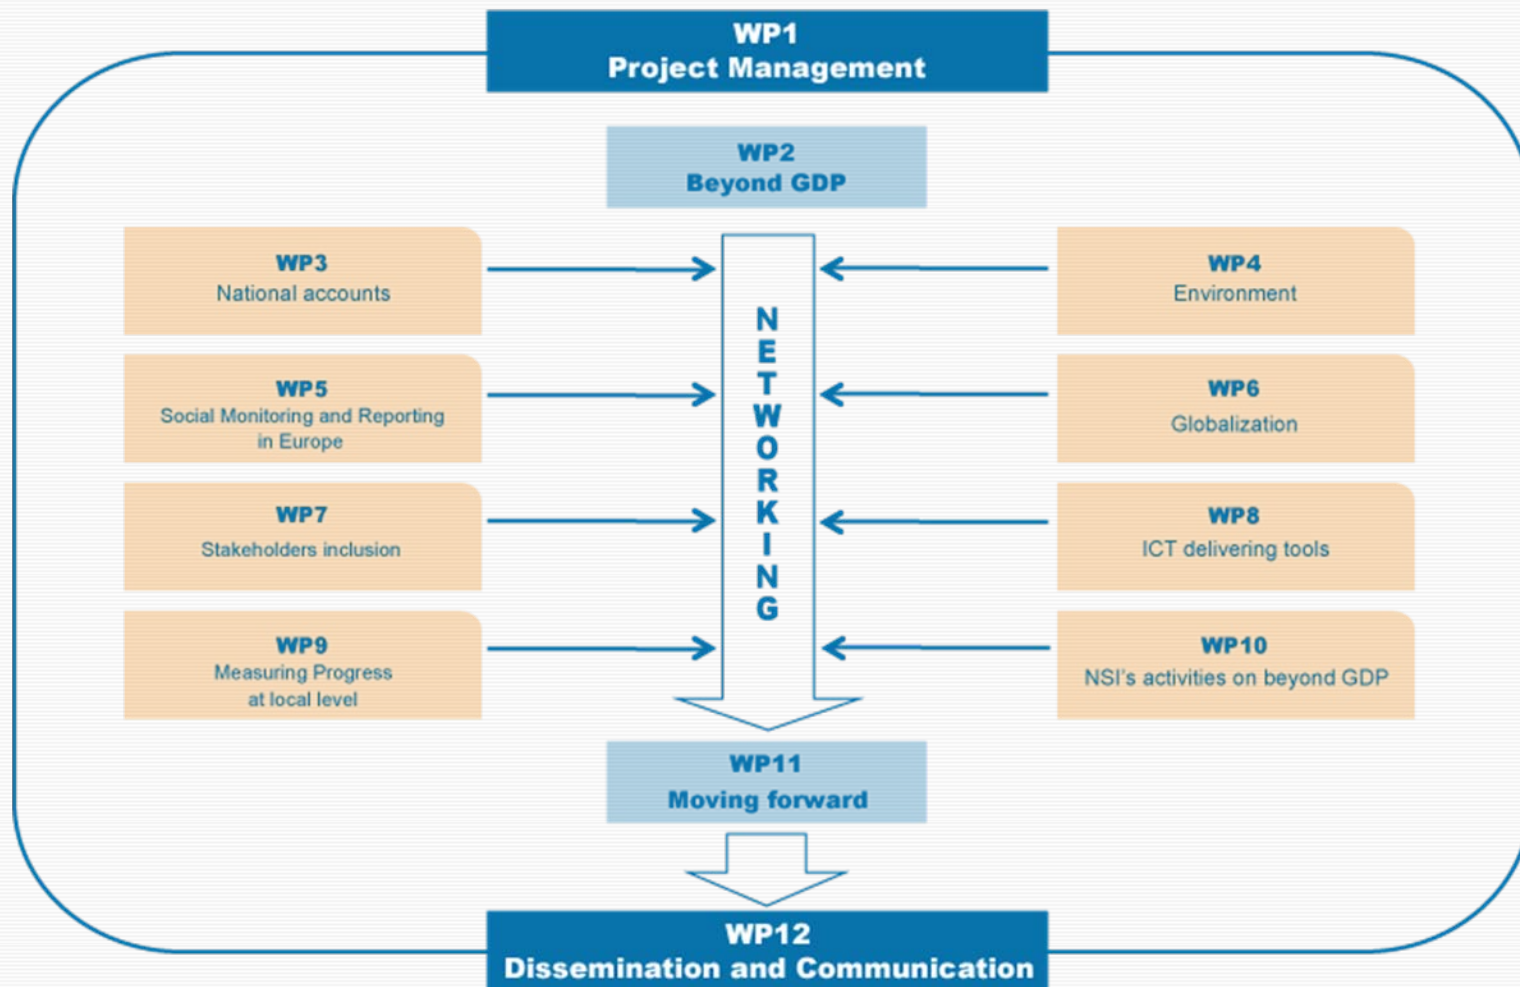 WP1
Project Management
WP2
Beyond GDP
WP3
National accounts
WP4
Environment
WP5
Social Monitoring and Reporting
in Europe
WP6
Globalization
WP7
Stakeholders inclusion
WP8
ICT delivering tools
WP9
Measuring Progress
at local level
WP10
NSI's activities on beyond GDP
NETWORKING
WP11
Moving forward
WP12
Dissemination and Communication